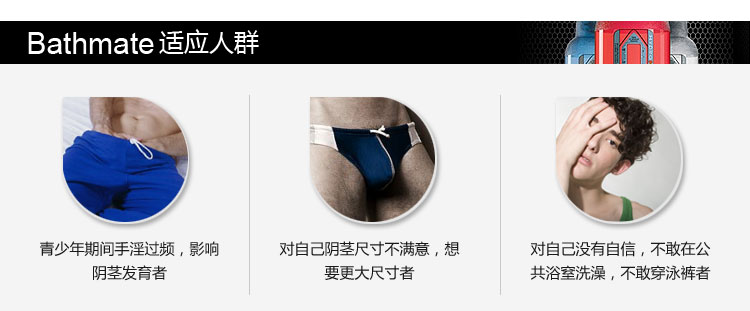 Bathmate 适应人群
青少年期间手淫过频，影响
阴茎发育者
对自己阴茎尺寸不满意，想
要更大尺寸者
对自己没有自信，不敢在公
共浴室洗澡，不敢穿泳裤者